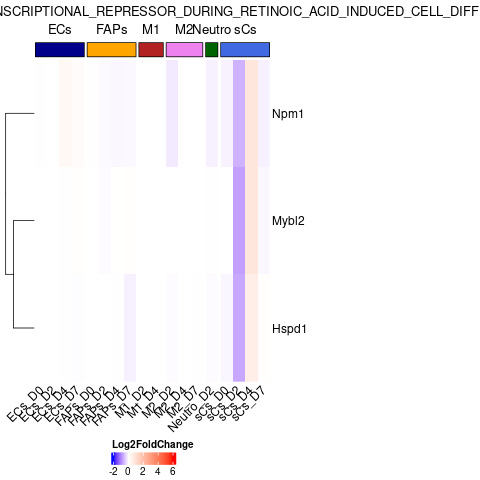 NSCRIPTIONAL_REPRESSOR_DURING_RETINOIC_ACID_INDUCED_CELL_DIFF
ECs FAPs M1 M2 Neutro sCs
Npm1
Mybl2
Hspd1
ECs_D0 ECs_D2 ECs_D4 ECs_D7 FAPs_D0 FAPs_D2 FAPs_D4 FAPs_D7 M1_D2 M1_D4 M2_D2 M2_D4 M2_D7 Neutro_D2 sCs_D0 sCs_D2 sCs_D4 sCs_D7
Log2FoldChange
-2 0 2 4 6